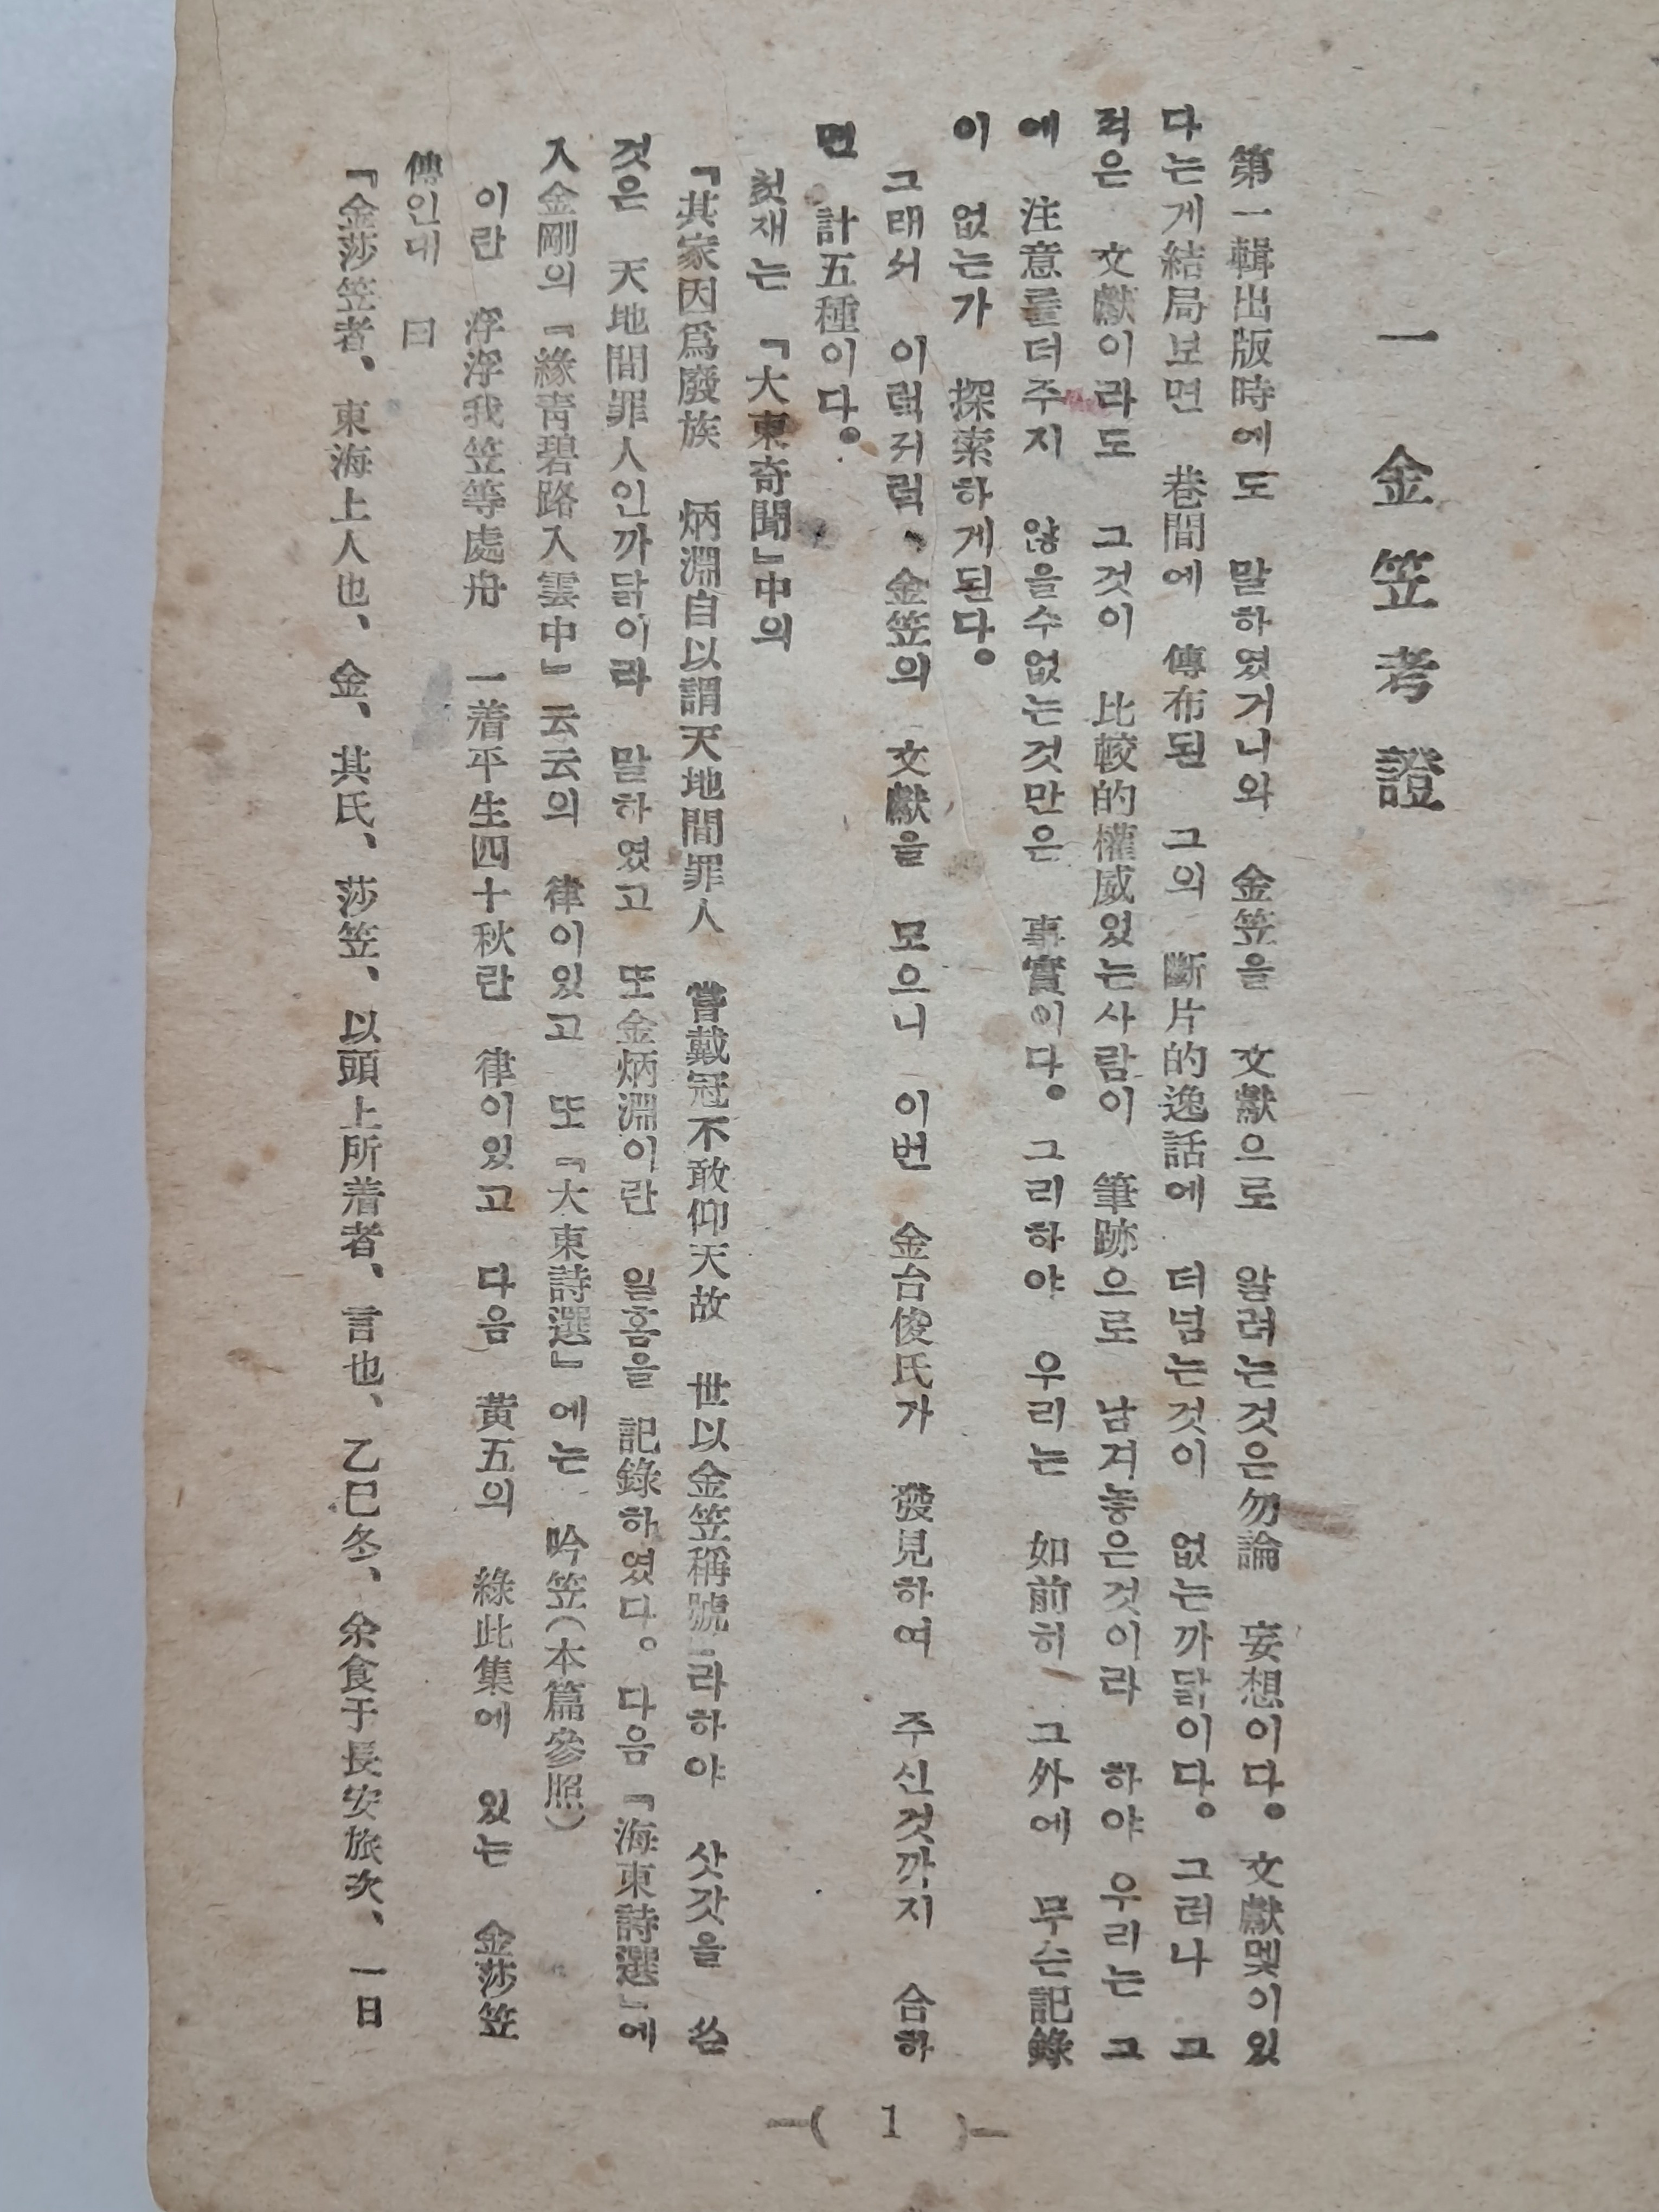 一 金笠考證
第一輯出版時에도 말하였거니와 金笠을 文獻으로 알려는것은勿論 妄想이다。文獻멫이있
다는게結局보면 巷間에 傳布된 그의 斷片的逸話에 더넘는것이 없는까닭이다。그러나 그
적은 文獻이라도 그것이 比較的權威있는사람이 筆跡으로 남겨놓은것이라 하야 우리는 그
에 注意를더주지 않을수없는것만은 事實이다。그리하야 우리는 如前히 그外에 무슨記錄
이 없는가 探索하게된다。
그래서 이럭저럭、金笠의 文獻을 모으니 이번 金台俊氏가 發見하여 주신것까지 合하
면 計五種이다。
첫재는 『大東奇聞』中의
『其家因爲廢族 炳淵自以謂天地間罪人 嘗戴冠不敢仰天故 世以金笠稱號』라하야 삿갓을 쓴
것은 天地間罪人인까닭이라 말하였고 또金炳淵이란 일홈을 記錄하였다。다음 『海東詩選』에
入金剛의 『緣靑碧路入雲中』云云의 律이있고 또 『大東詩選』에는 吟笠(本篇參照)
이란 浮浮我笠等處舟 一着平生四十秋란 律이있고 다음 黃五의 綠此集에 있는 金莎笠
傳인대 曰
『金莎笠者、東海上人也、金、其氏、莎笠、以頭上所着者、言也、乙巳冬、余食于長安旅次、一日
—( 1 )—